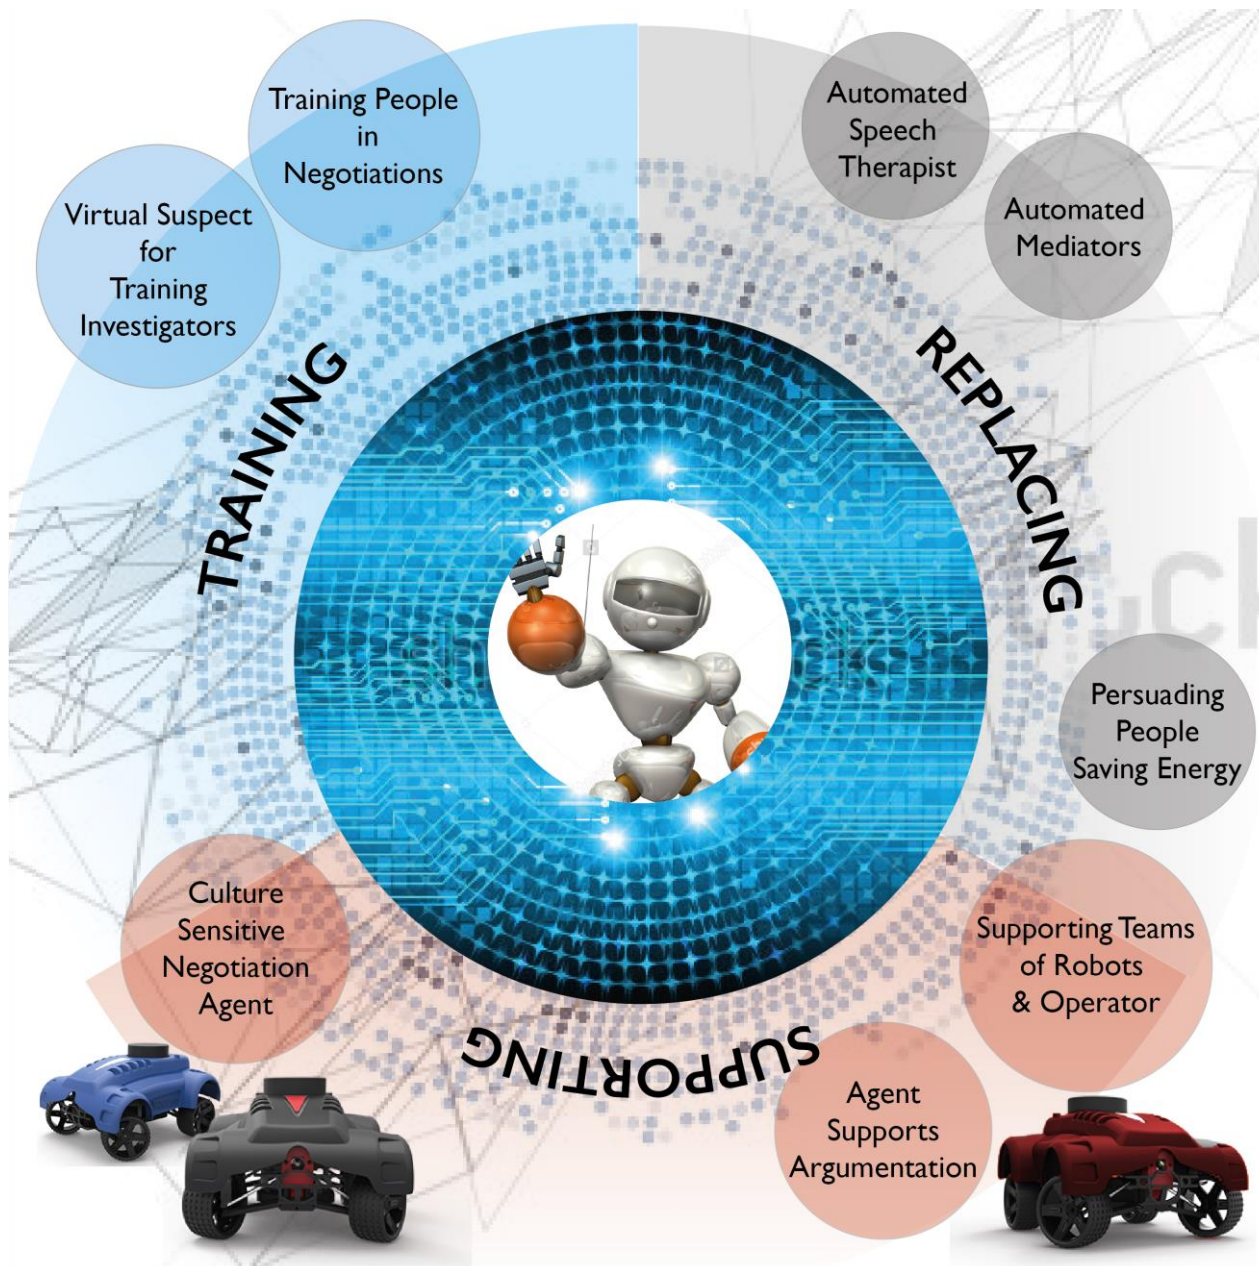 Training People
in
Negotiations
Virtual Suspect
for
Training
Investigators
TRAINING
Automated
Speech
Therapist
Automated
Mediators
REPLACING
Persuading
People
Saving Energy
Culture
Sensitive
Negotiation
Agent
SUPPORTING
Supporting Teams
of Robots
& Operator
Agent
Supports
Argumentation